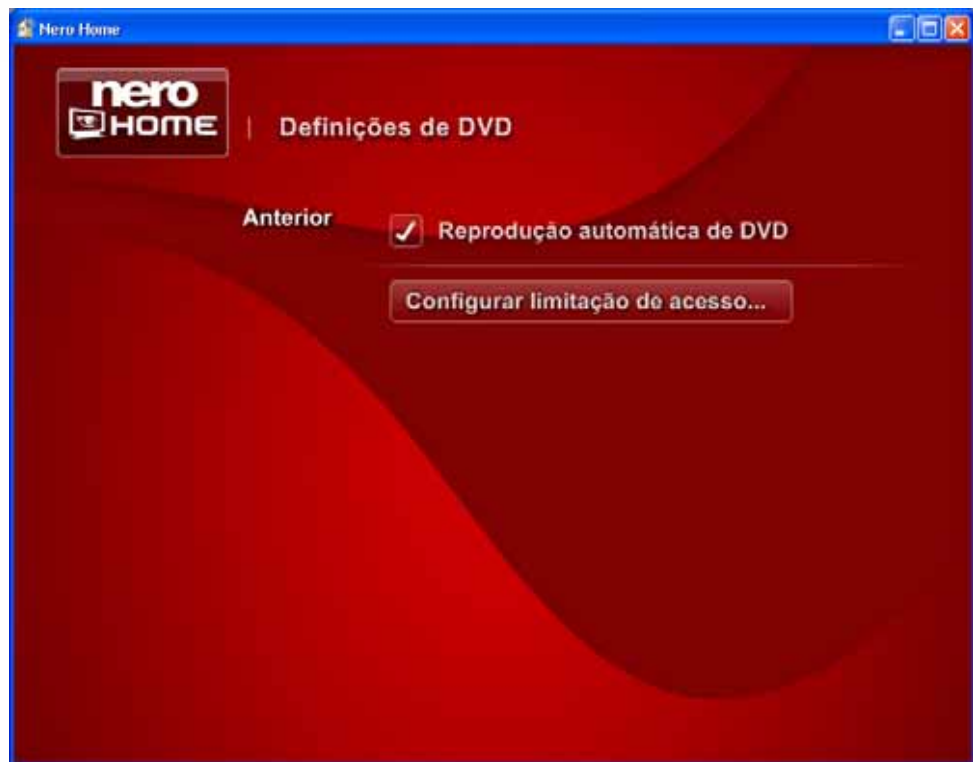 Nero Home
nero
HOME
| Definições de DVD
Anterior
Reprodução automática de DVD
Configurar limitação de acesso...